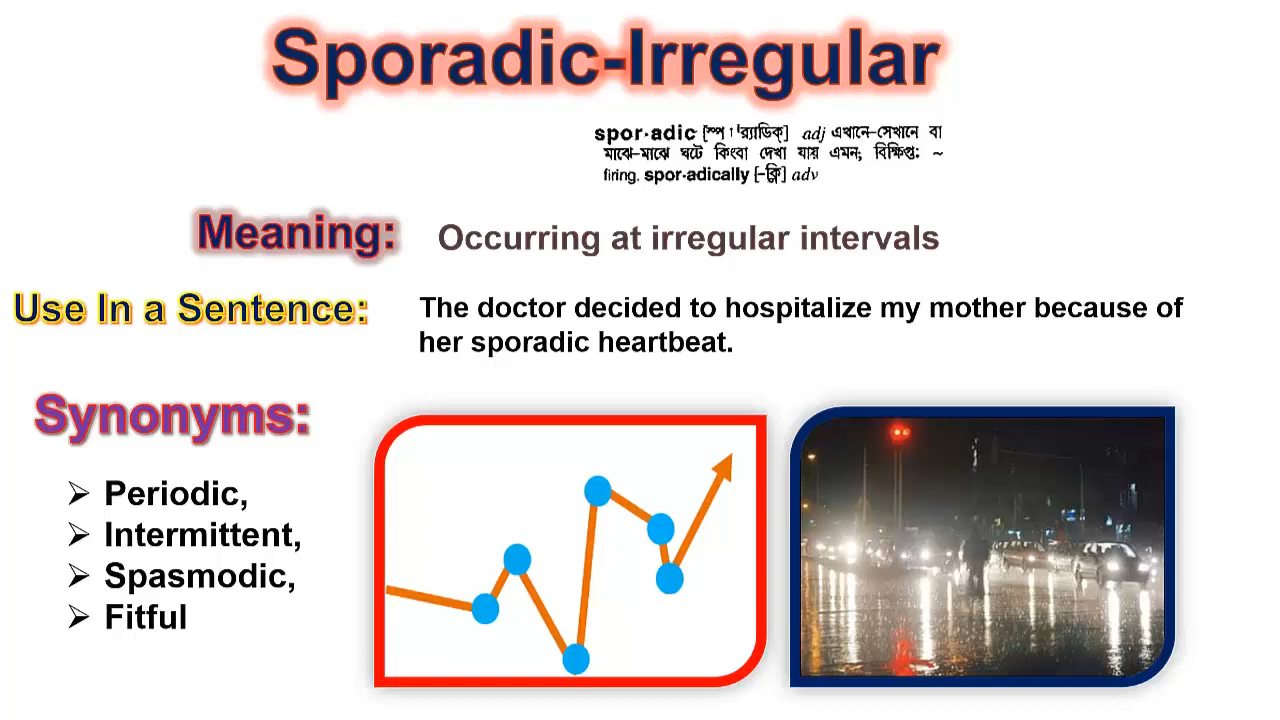 Sporadic-Irregular
spor·adic [স্পˈর‍্যাডিক্] adj এখানে-সেখানে বা
মাঝে-মাঝে ঘটে কিংবা দেখা যায় এমন; বিক্ষিপ্ত: ~
firing. spor·adically [-ক্লি] adv
Meaning: Occurring at irregular intervals
Use In a Sentence: The doctor decided to hospitalize my mother because of
her sporadic heartbeat.
Synonyms:
Periodic,
Intermittent,
Spasmodic,
Fitful